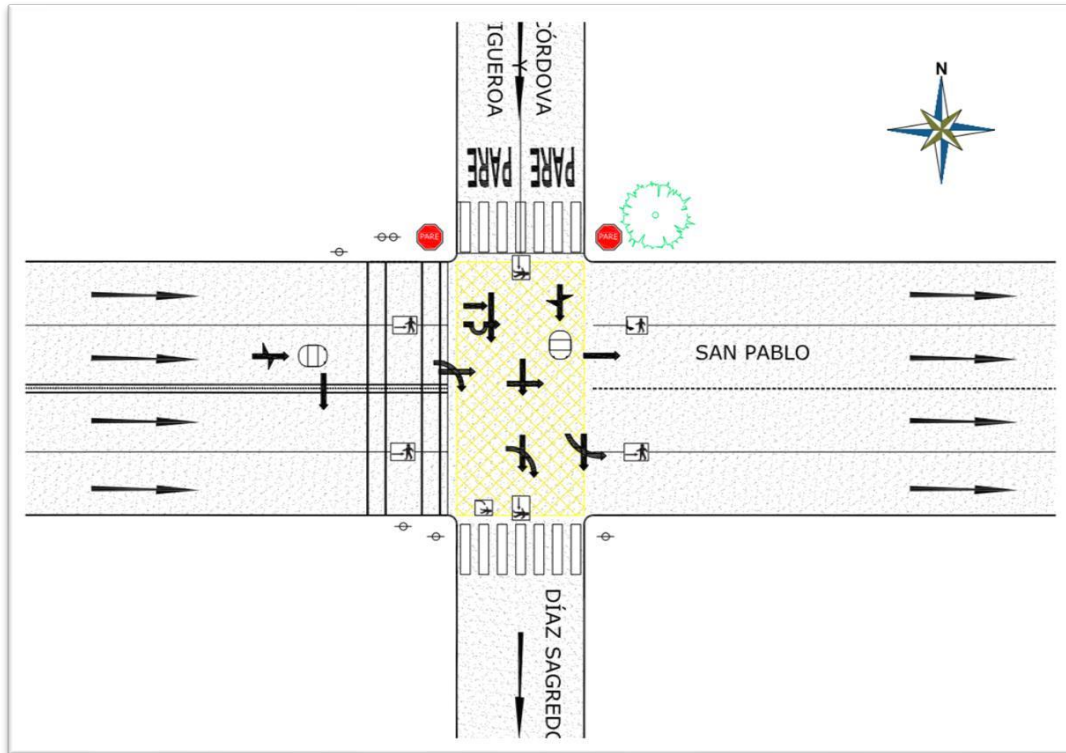 CÓRDOVA
Y
IGUEROA
PARE PARE
N
PARE
PARE
SAN PABLO
DÍAZ SAGREDO